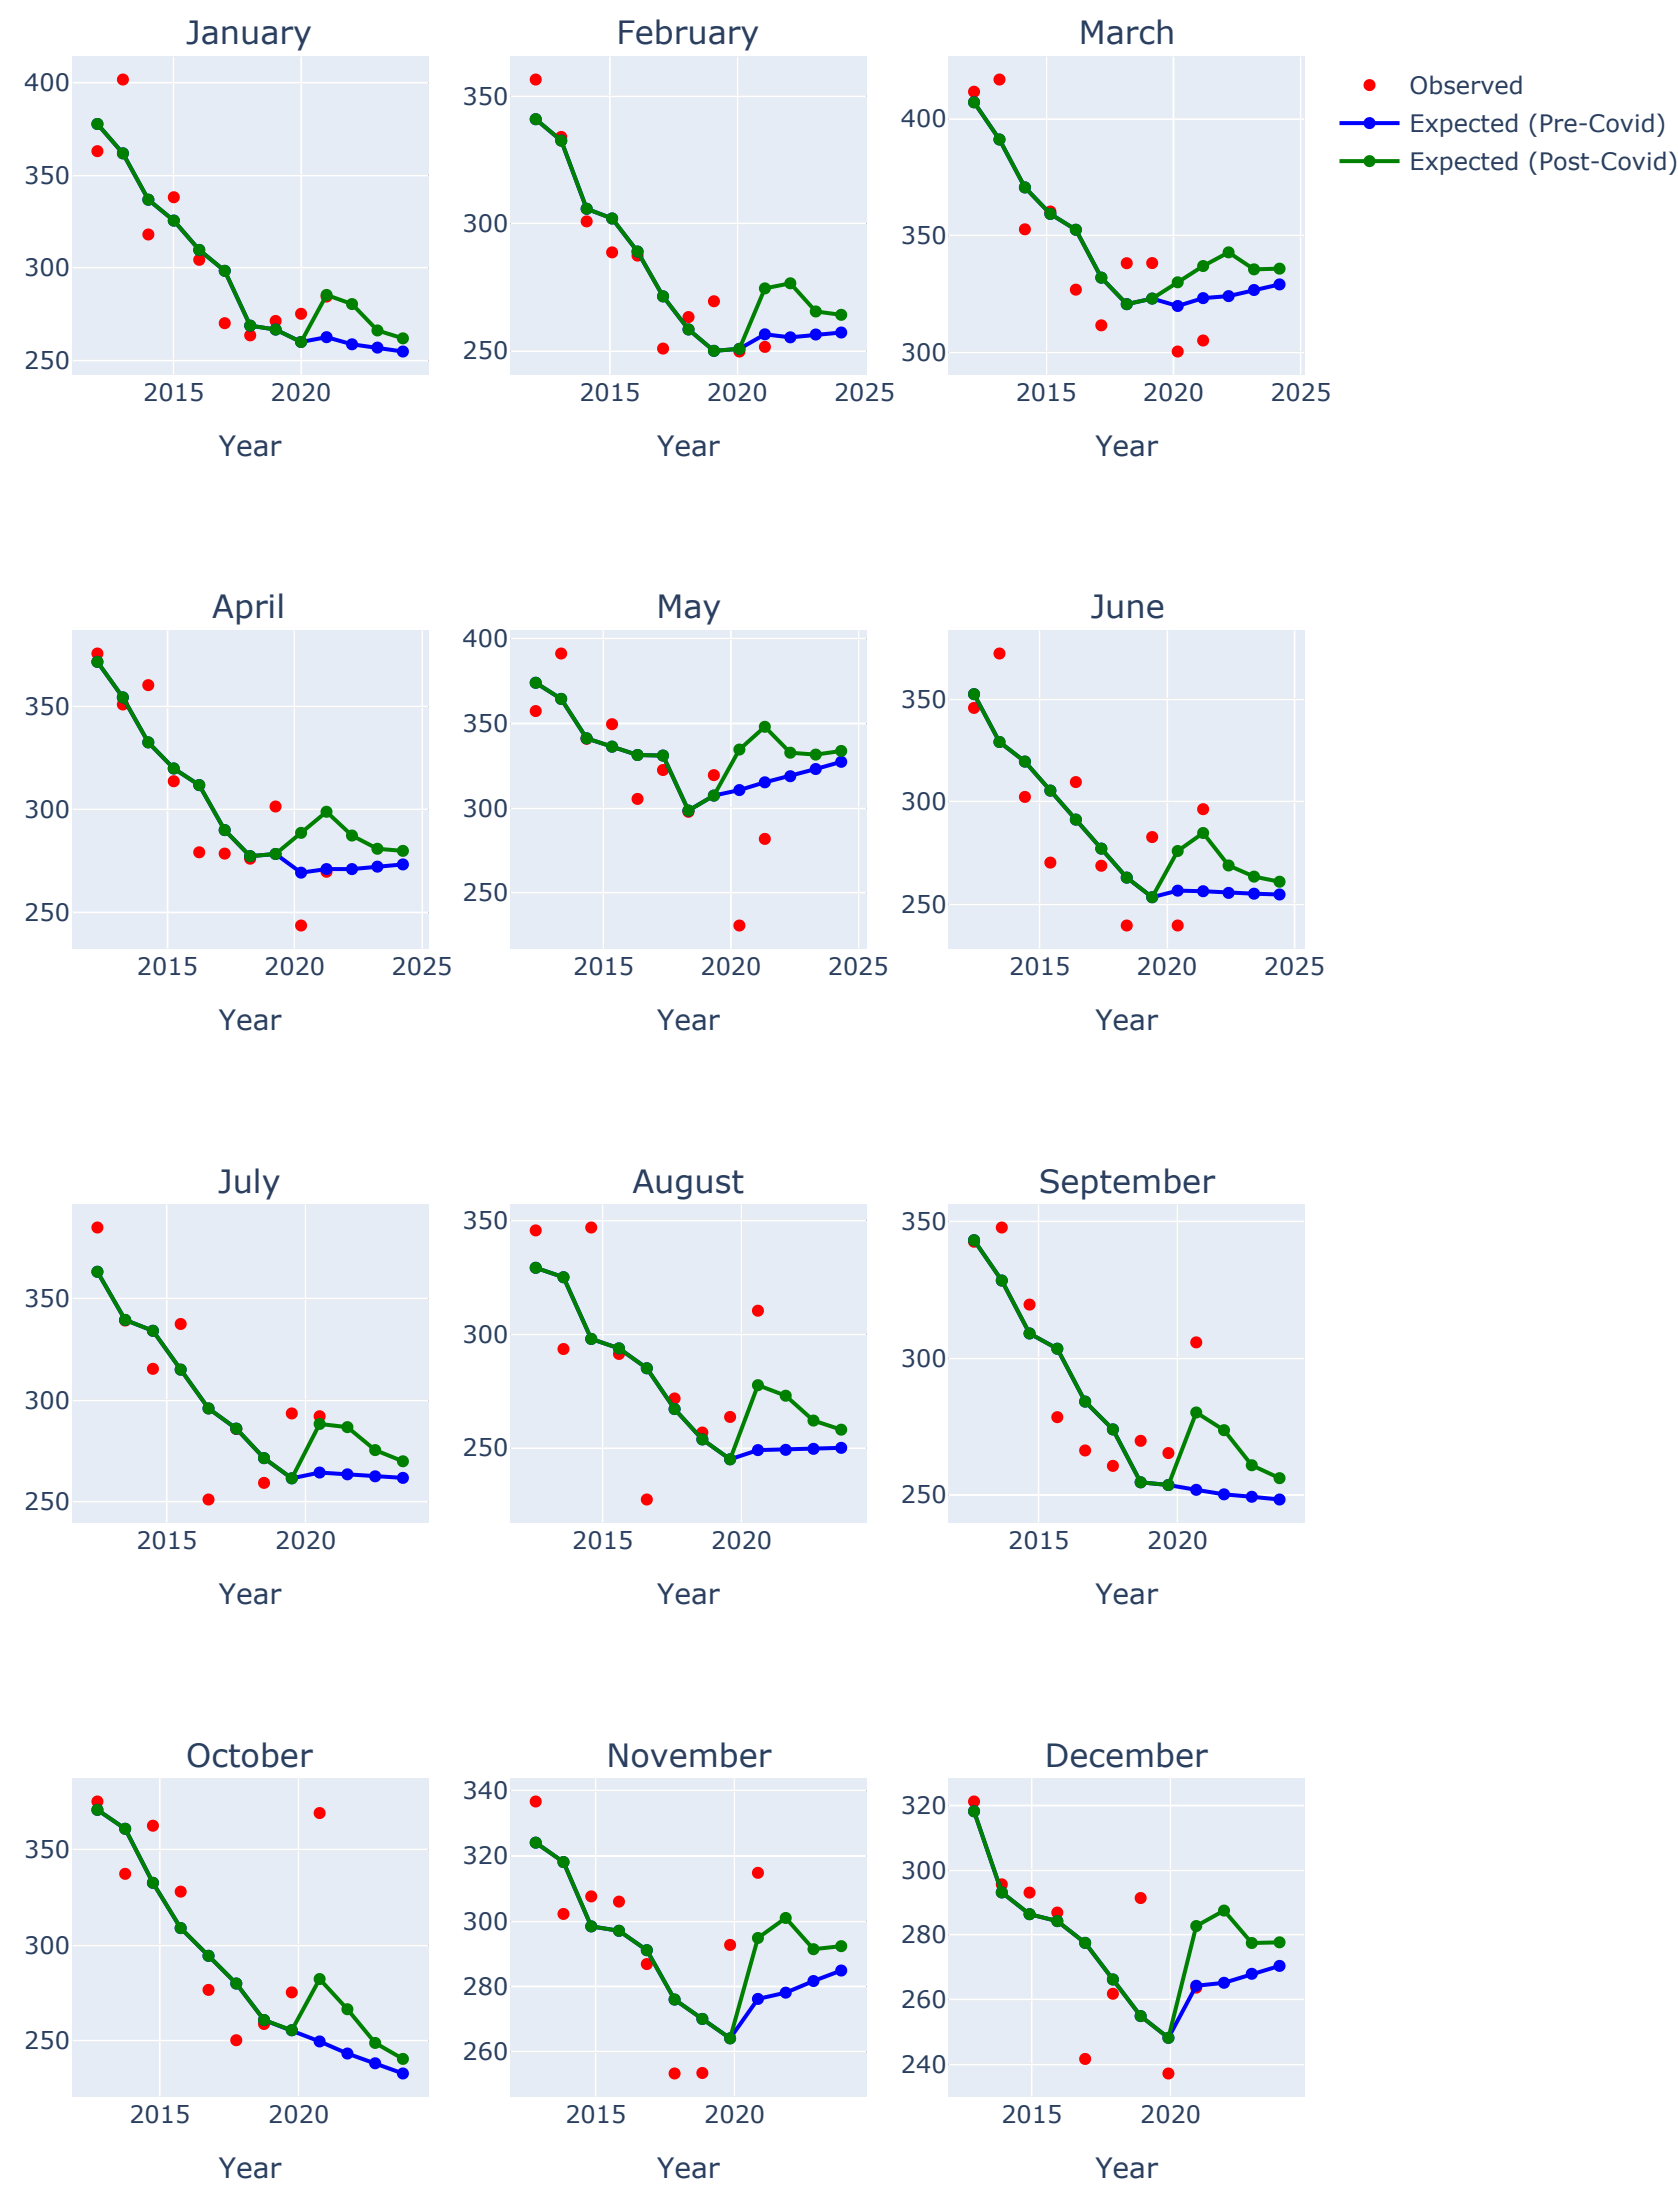 January
February
March
Observed
Expected (Pre-Covid)
Expected (Post-Covid)
400
350
300
250
2015
2020
Year
350
300
250
2015
2020
2025
Year
400
350
300
2015
2020
2025
Year
April
May
June
350
300
250
2015
2020
2025
Year
400
350
300
250
2015
2020
2025
Year
350
300
250
2015
2020
2025
Year
July
August
September
350
300
250
2015
2020
Year
350
300
250
2015
2020
Year
350
300
250
2015
2020
Year
October
November
December
350
300
250
2015
2020
Year
340
320
300
280
260
2015
2020
Year
320
300
280
260
240
2015
2020
Year